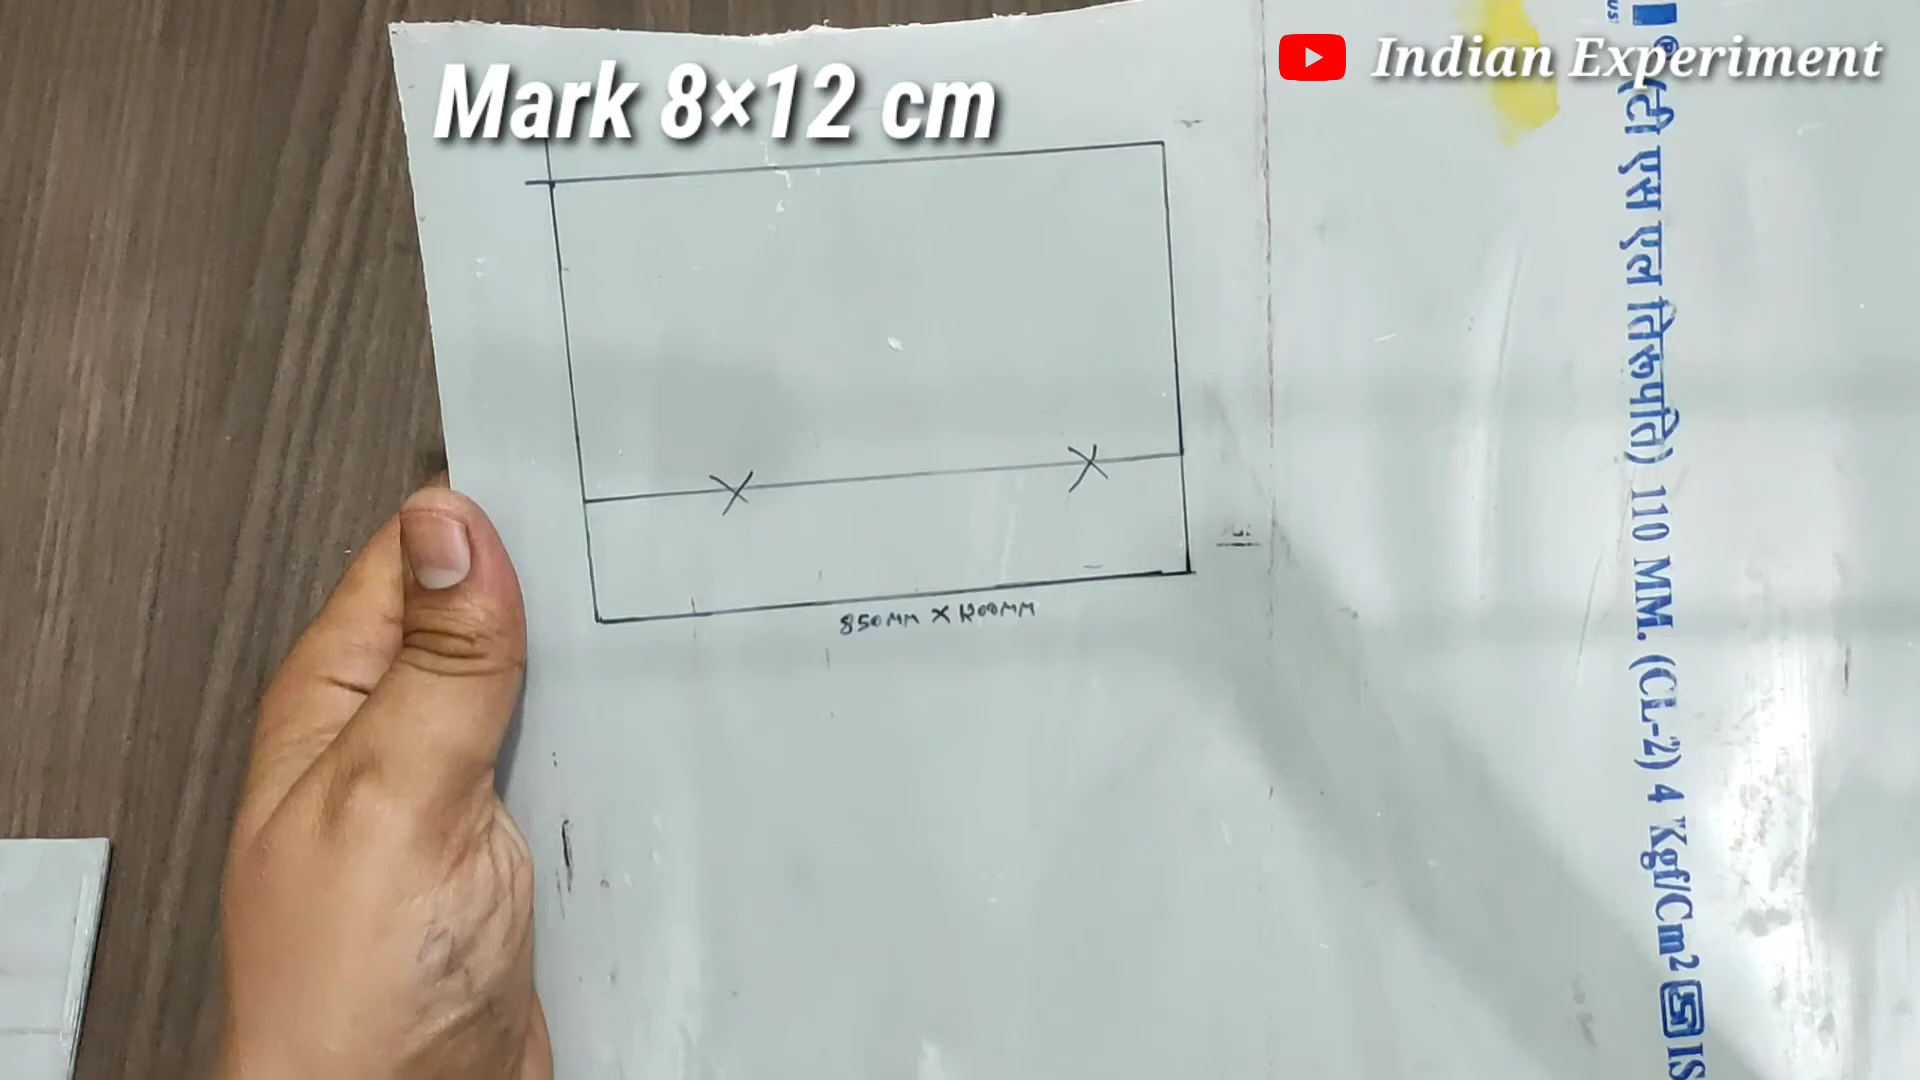 Mark 8×12 cm
Indian Experiment
850MM X 1200MM
(टी एस एल तिरूपति) 110 MM. (CL-2) 4 Kgf/Cm² ISI IS